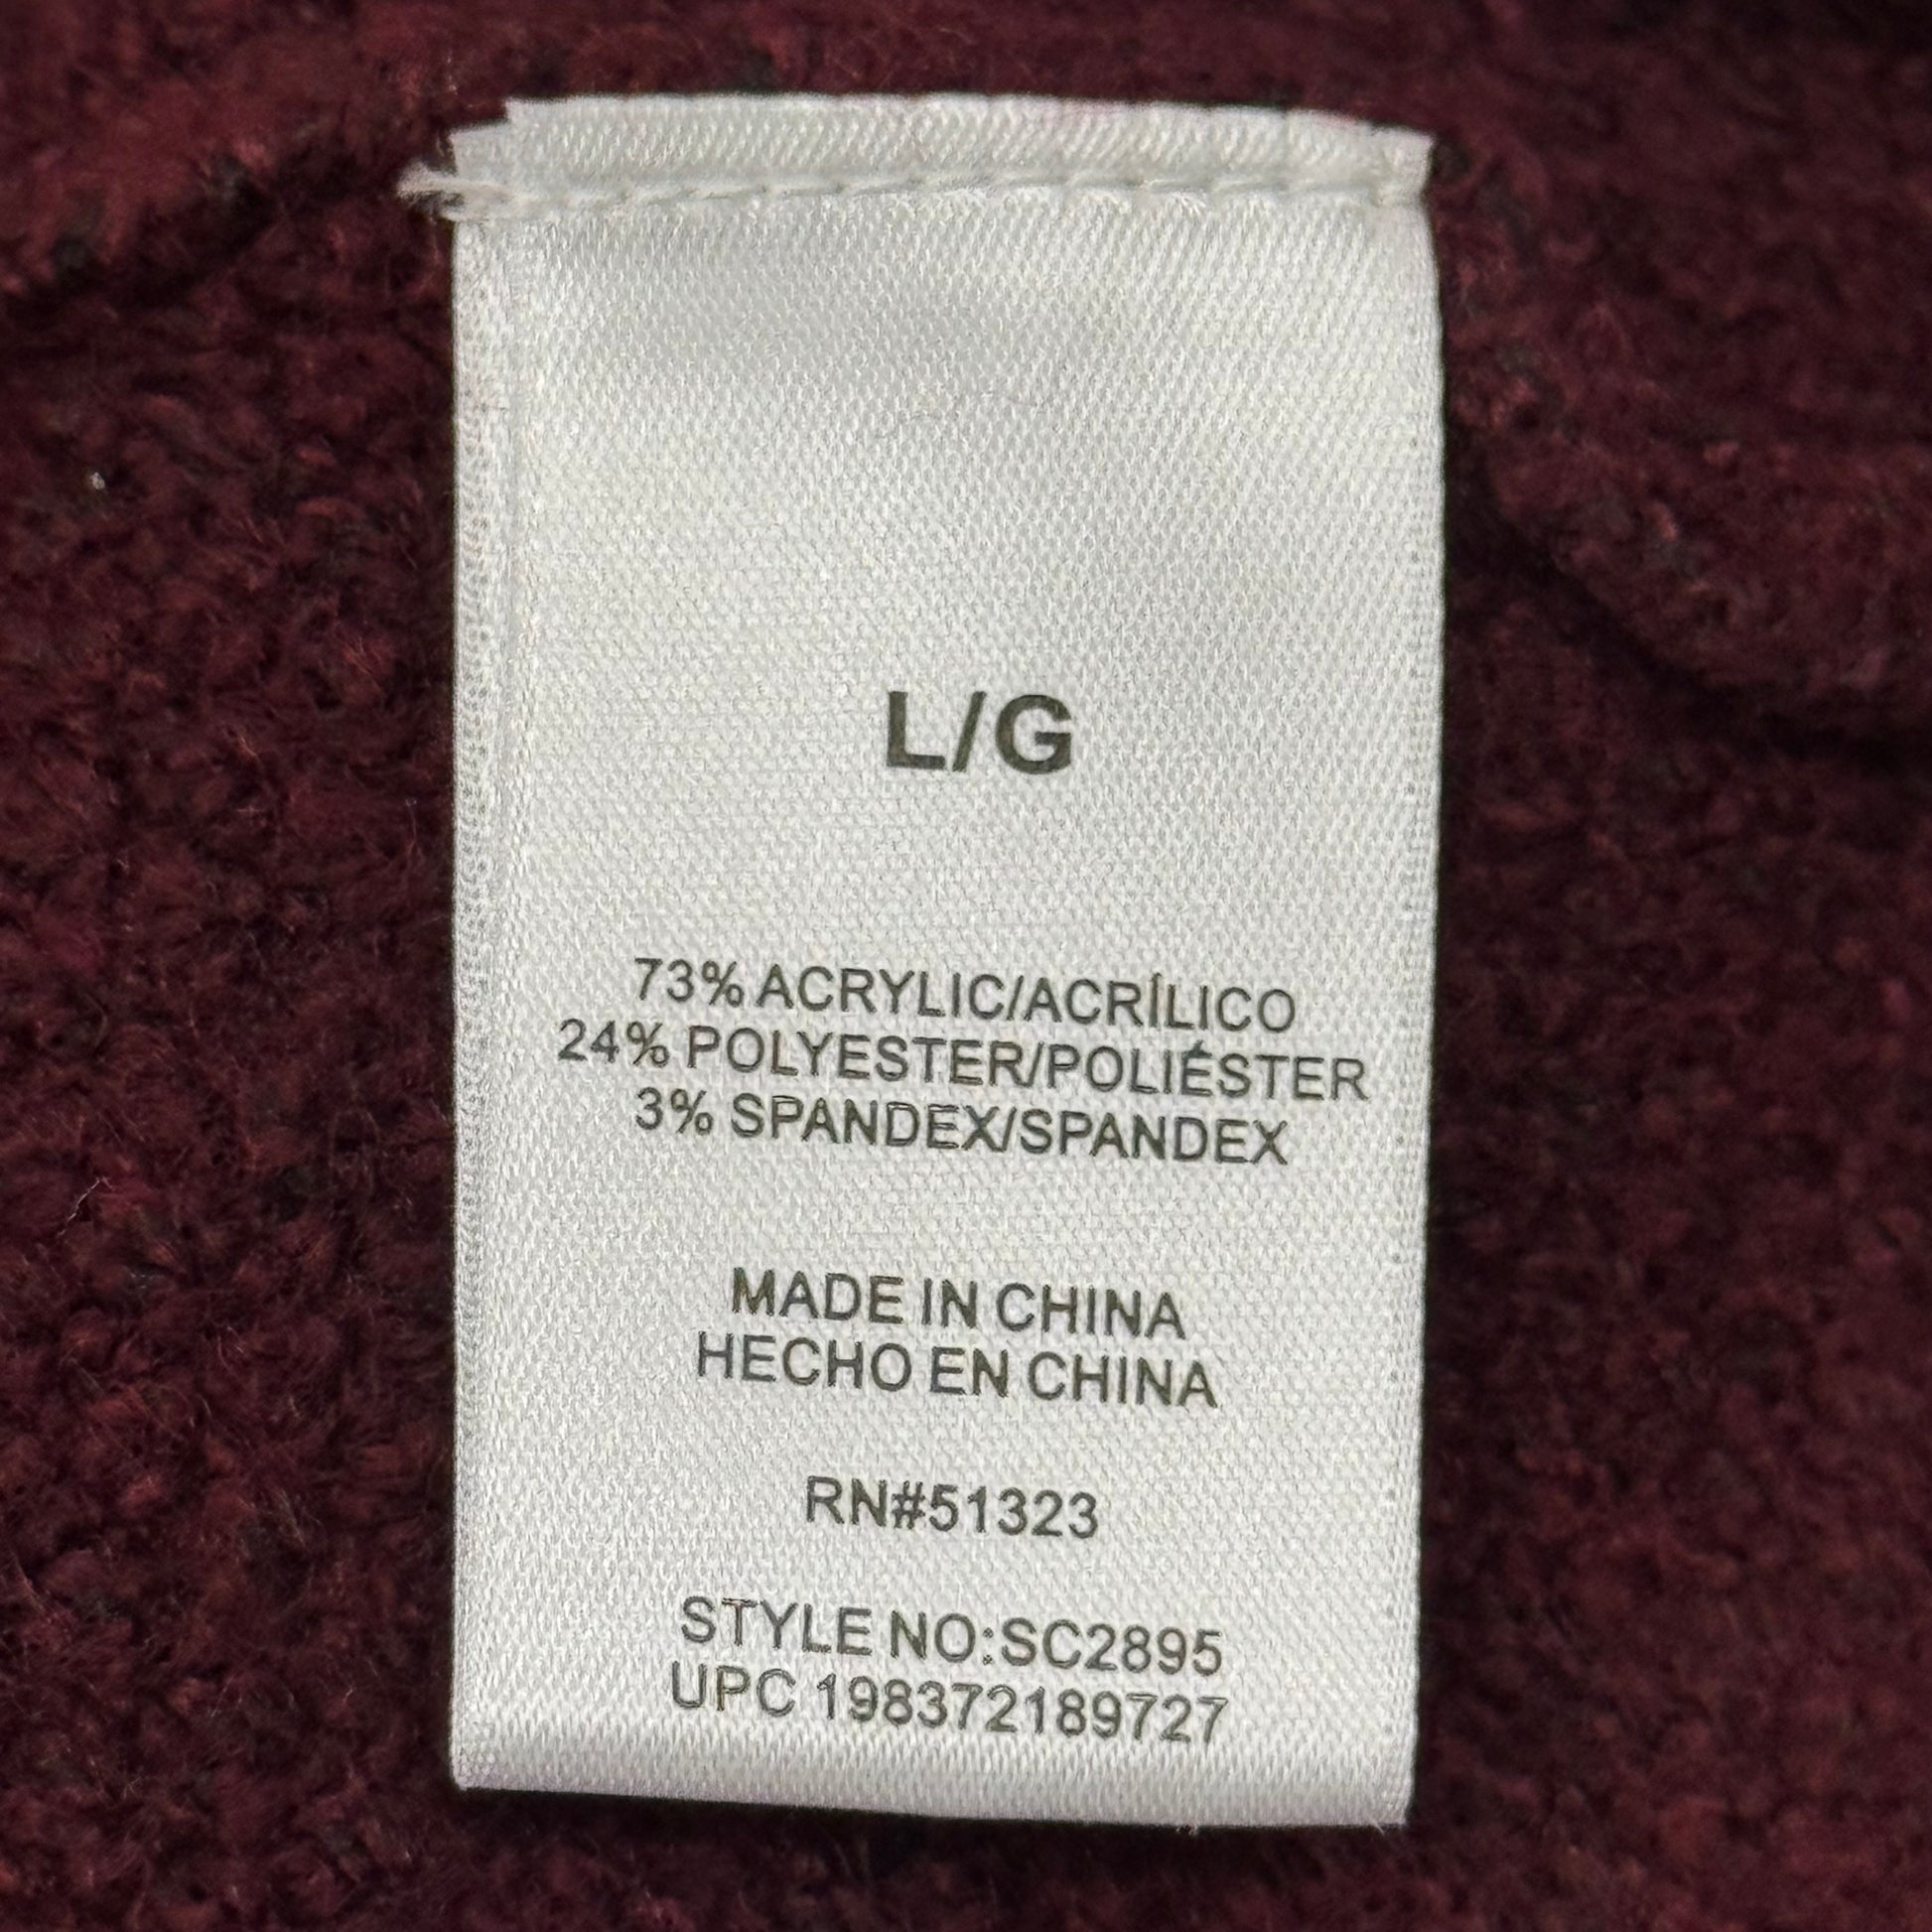 L/G
73% ACRYLIC/ACRÍLICO
24% POLYESTER/POLIÉSTER
3% SPANDEX/SPANDEX
MADE IN CHINA
HECHO EN CHINA
RN#51323
STYLE NO:SC2895
UPC 198372189727